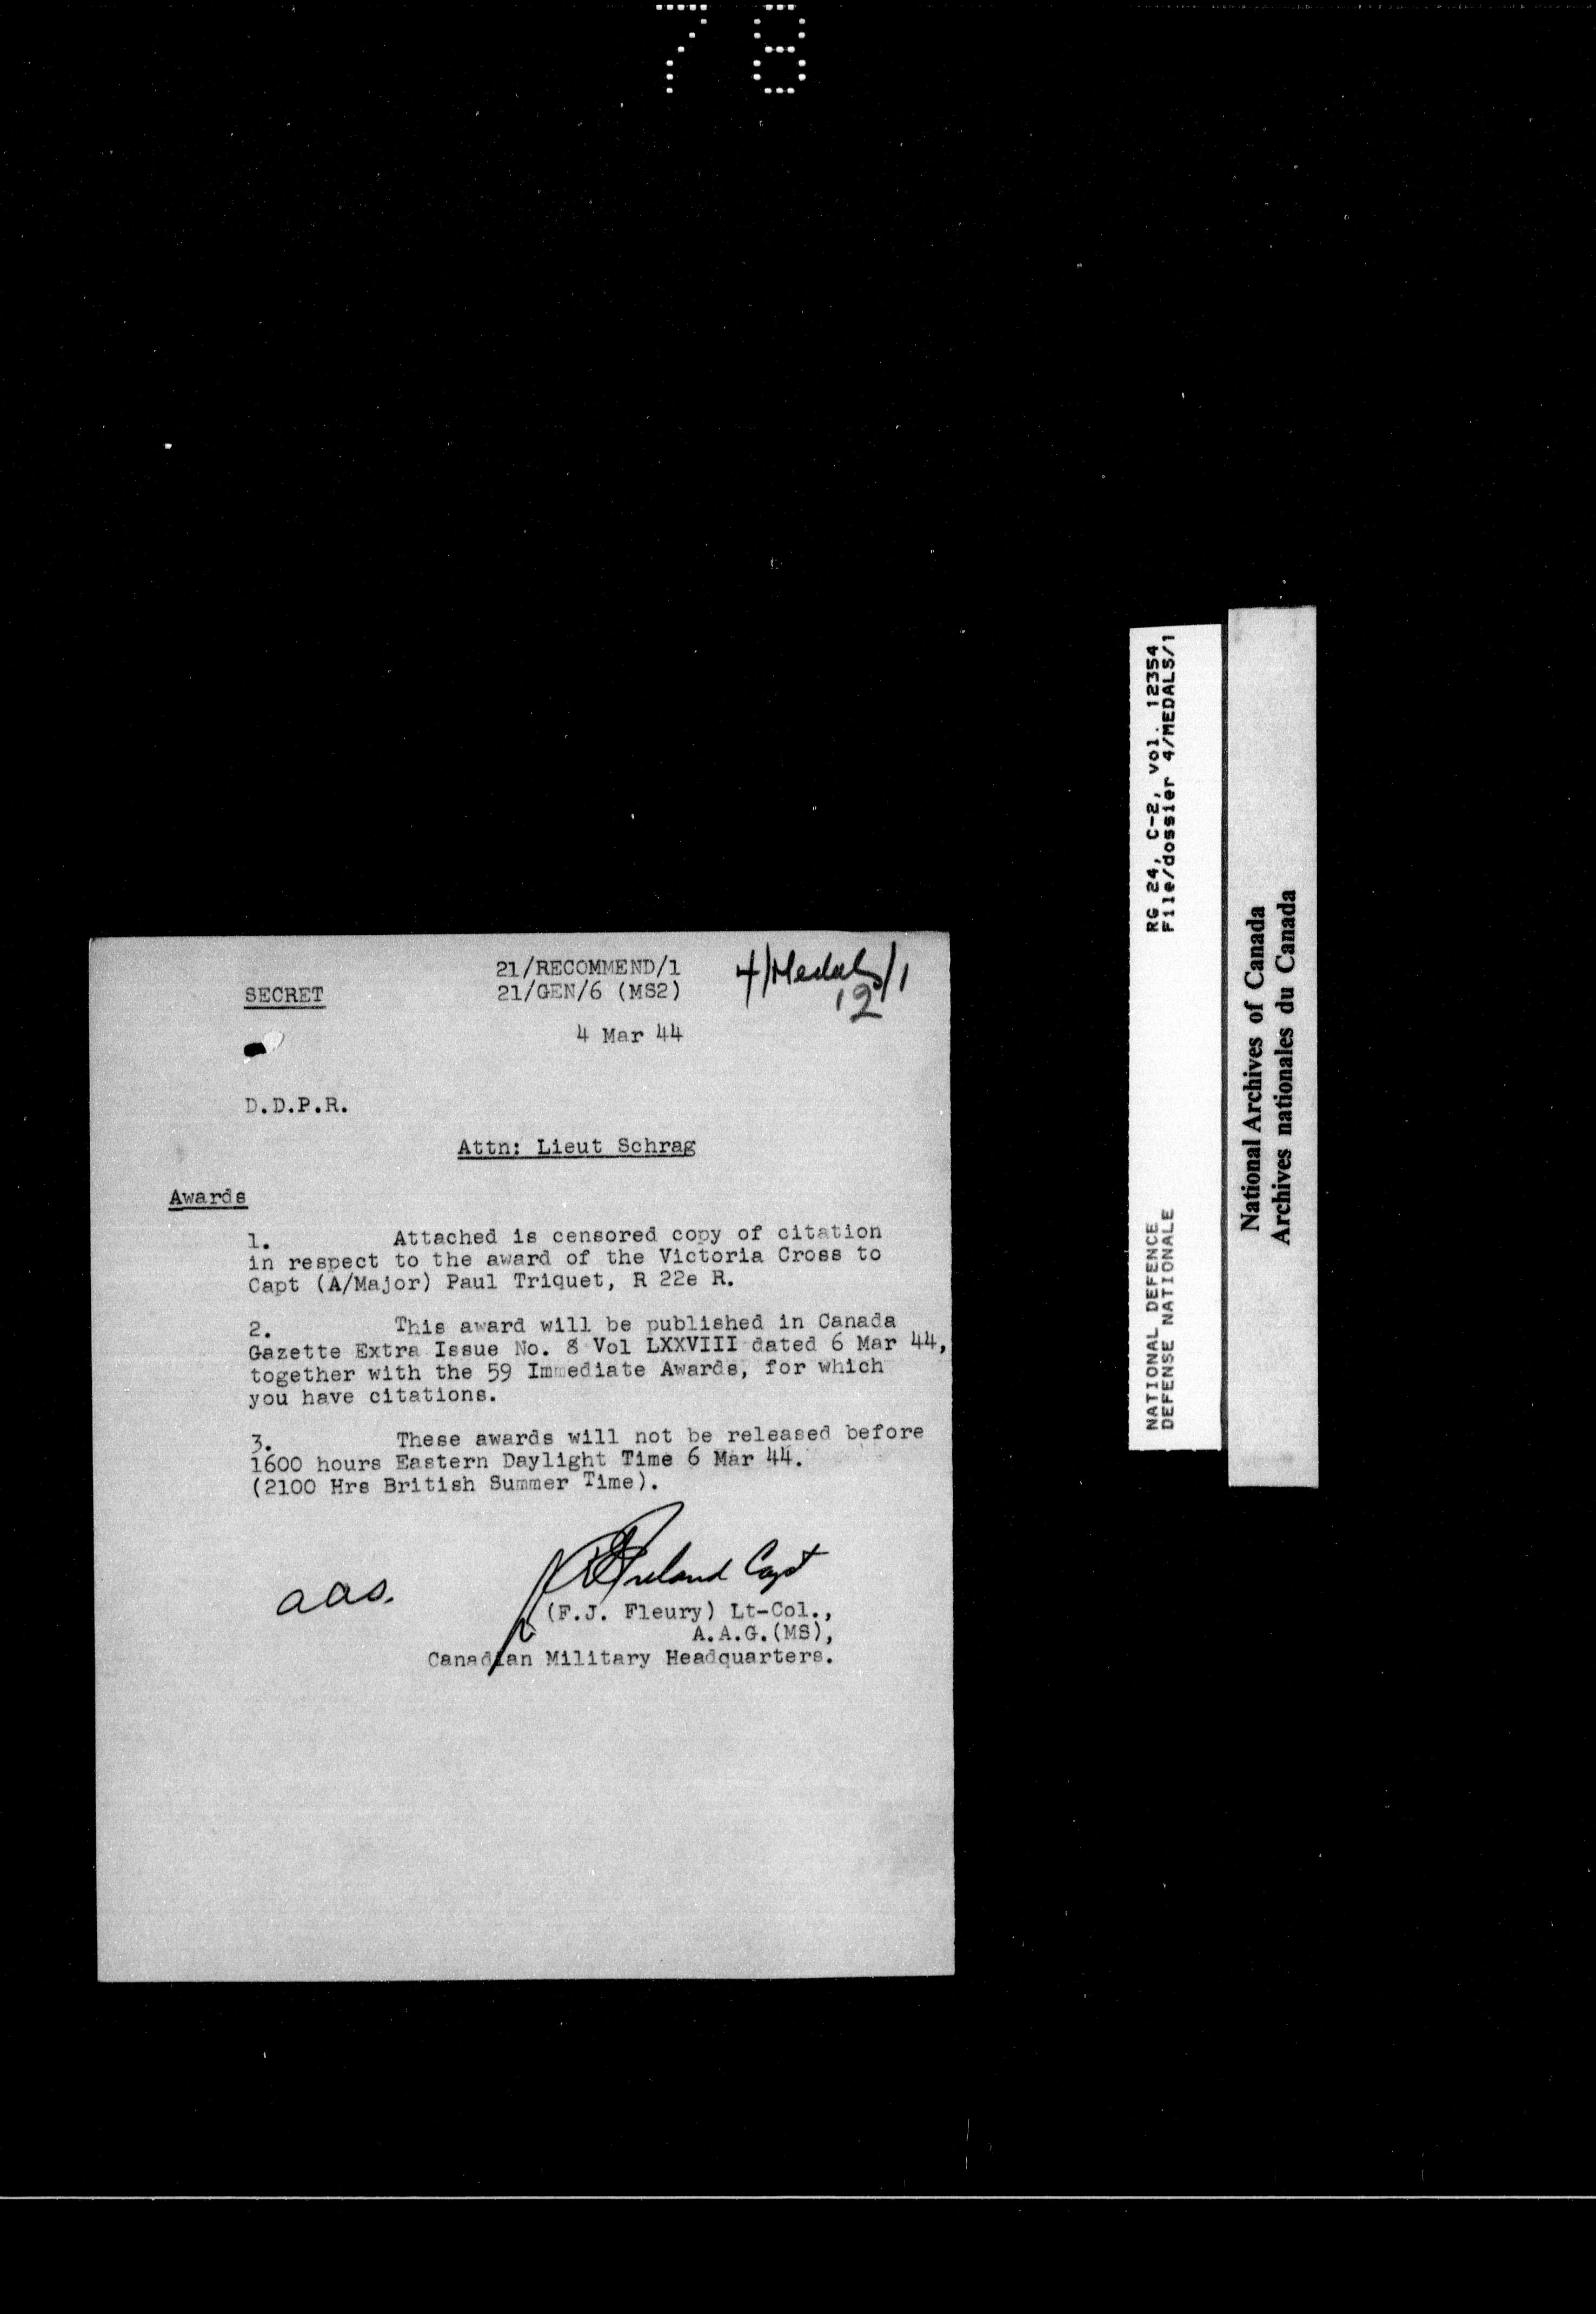 78
21/RECOMMEND/1
4/Medals/1
SECRET
21/GEN/6 (MS2)
12
4 Mar 44
D.D.P.R.
Attn: Lieut Schrag
Awards
1. Attached is censored copy of citation
in respect to the award of the Victoria Cross to
Capt (A/Major) Paul Triquet, R 22e R.
2. This award will be published in Canada
Gazette Extra Issue No. 8 Vol LXXVIII dated 6 Mar 44,
together with the 59 Immediate Awards, for which
you have citations.
3. These awards will not be released before
1600 hours Eastern Daylight Time 6 Mar 44.
(2100 Hrs British Summer Time).
Capt
aas.
(F.J. Fleury) Lt-Col.,
A.A.G.(MS),
Canadian Military Headquarters.
NATIONAL DEFENCE RG 24, C-2, vol. 12354
DEFENSE NATIONALE File/dossier 4/MEDALS/1
National Archives of Canada
Archives nationales du Canada